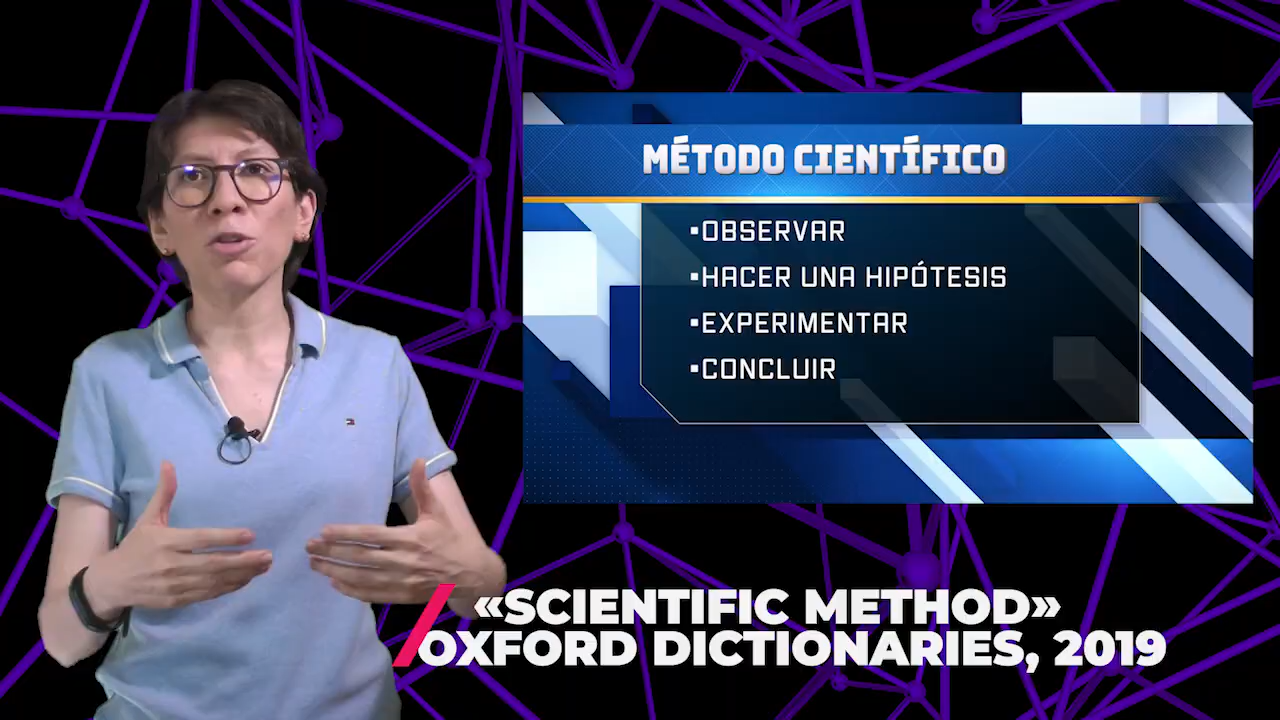 MÉTODO CIENTÍFICO
▪OBSERVAR
▪HACER UNA HIPÓTESIS
▪EXPERIMENTAR
▪CONCLUIR
«SCIENTIFIC METHOD»
OXFORD DICTIONARIES, 2019